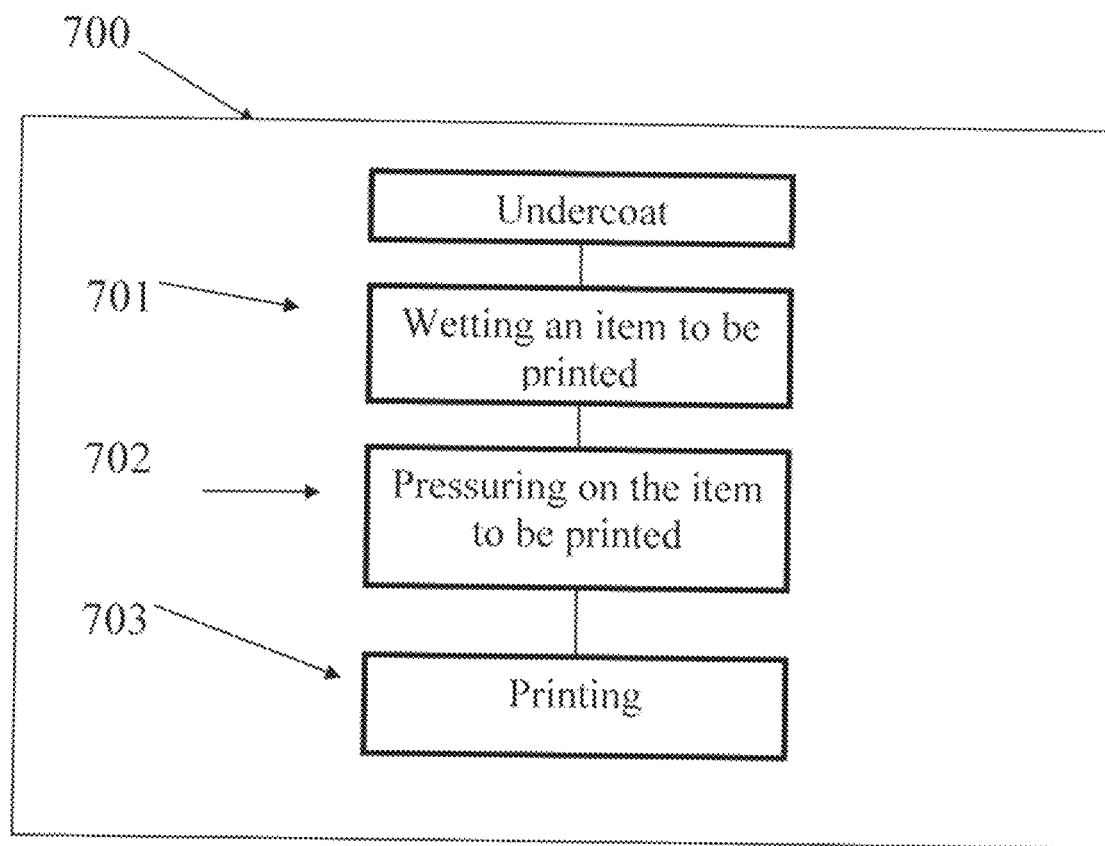 700
Undercoat
701
Wetting an item to be
printed
702
Pressuring on the item
to be printed
703
Printing